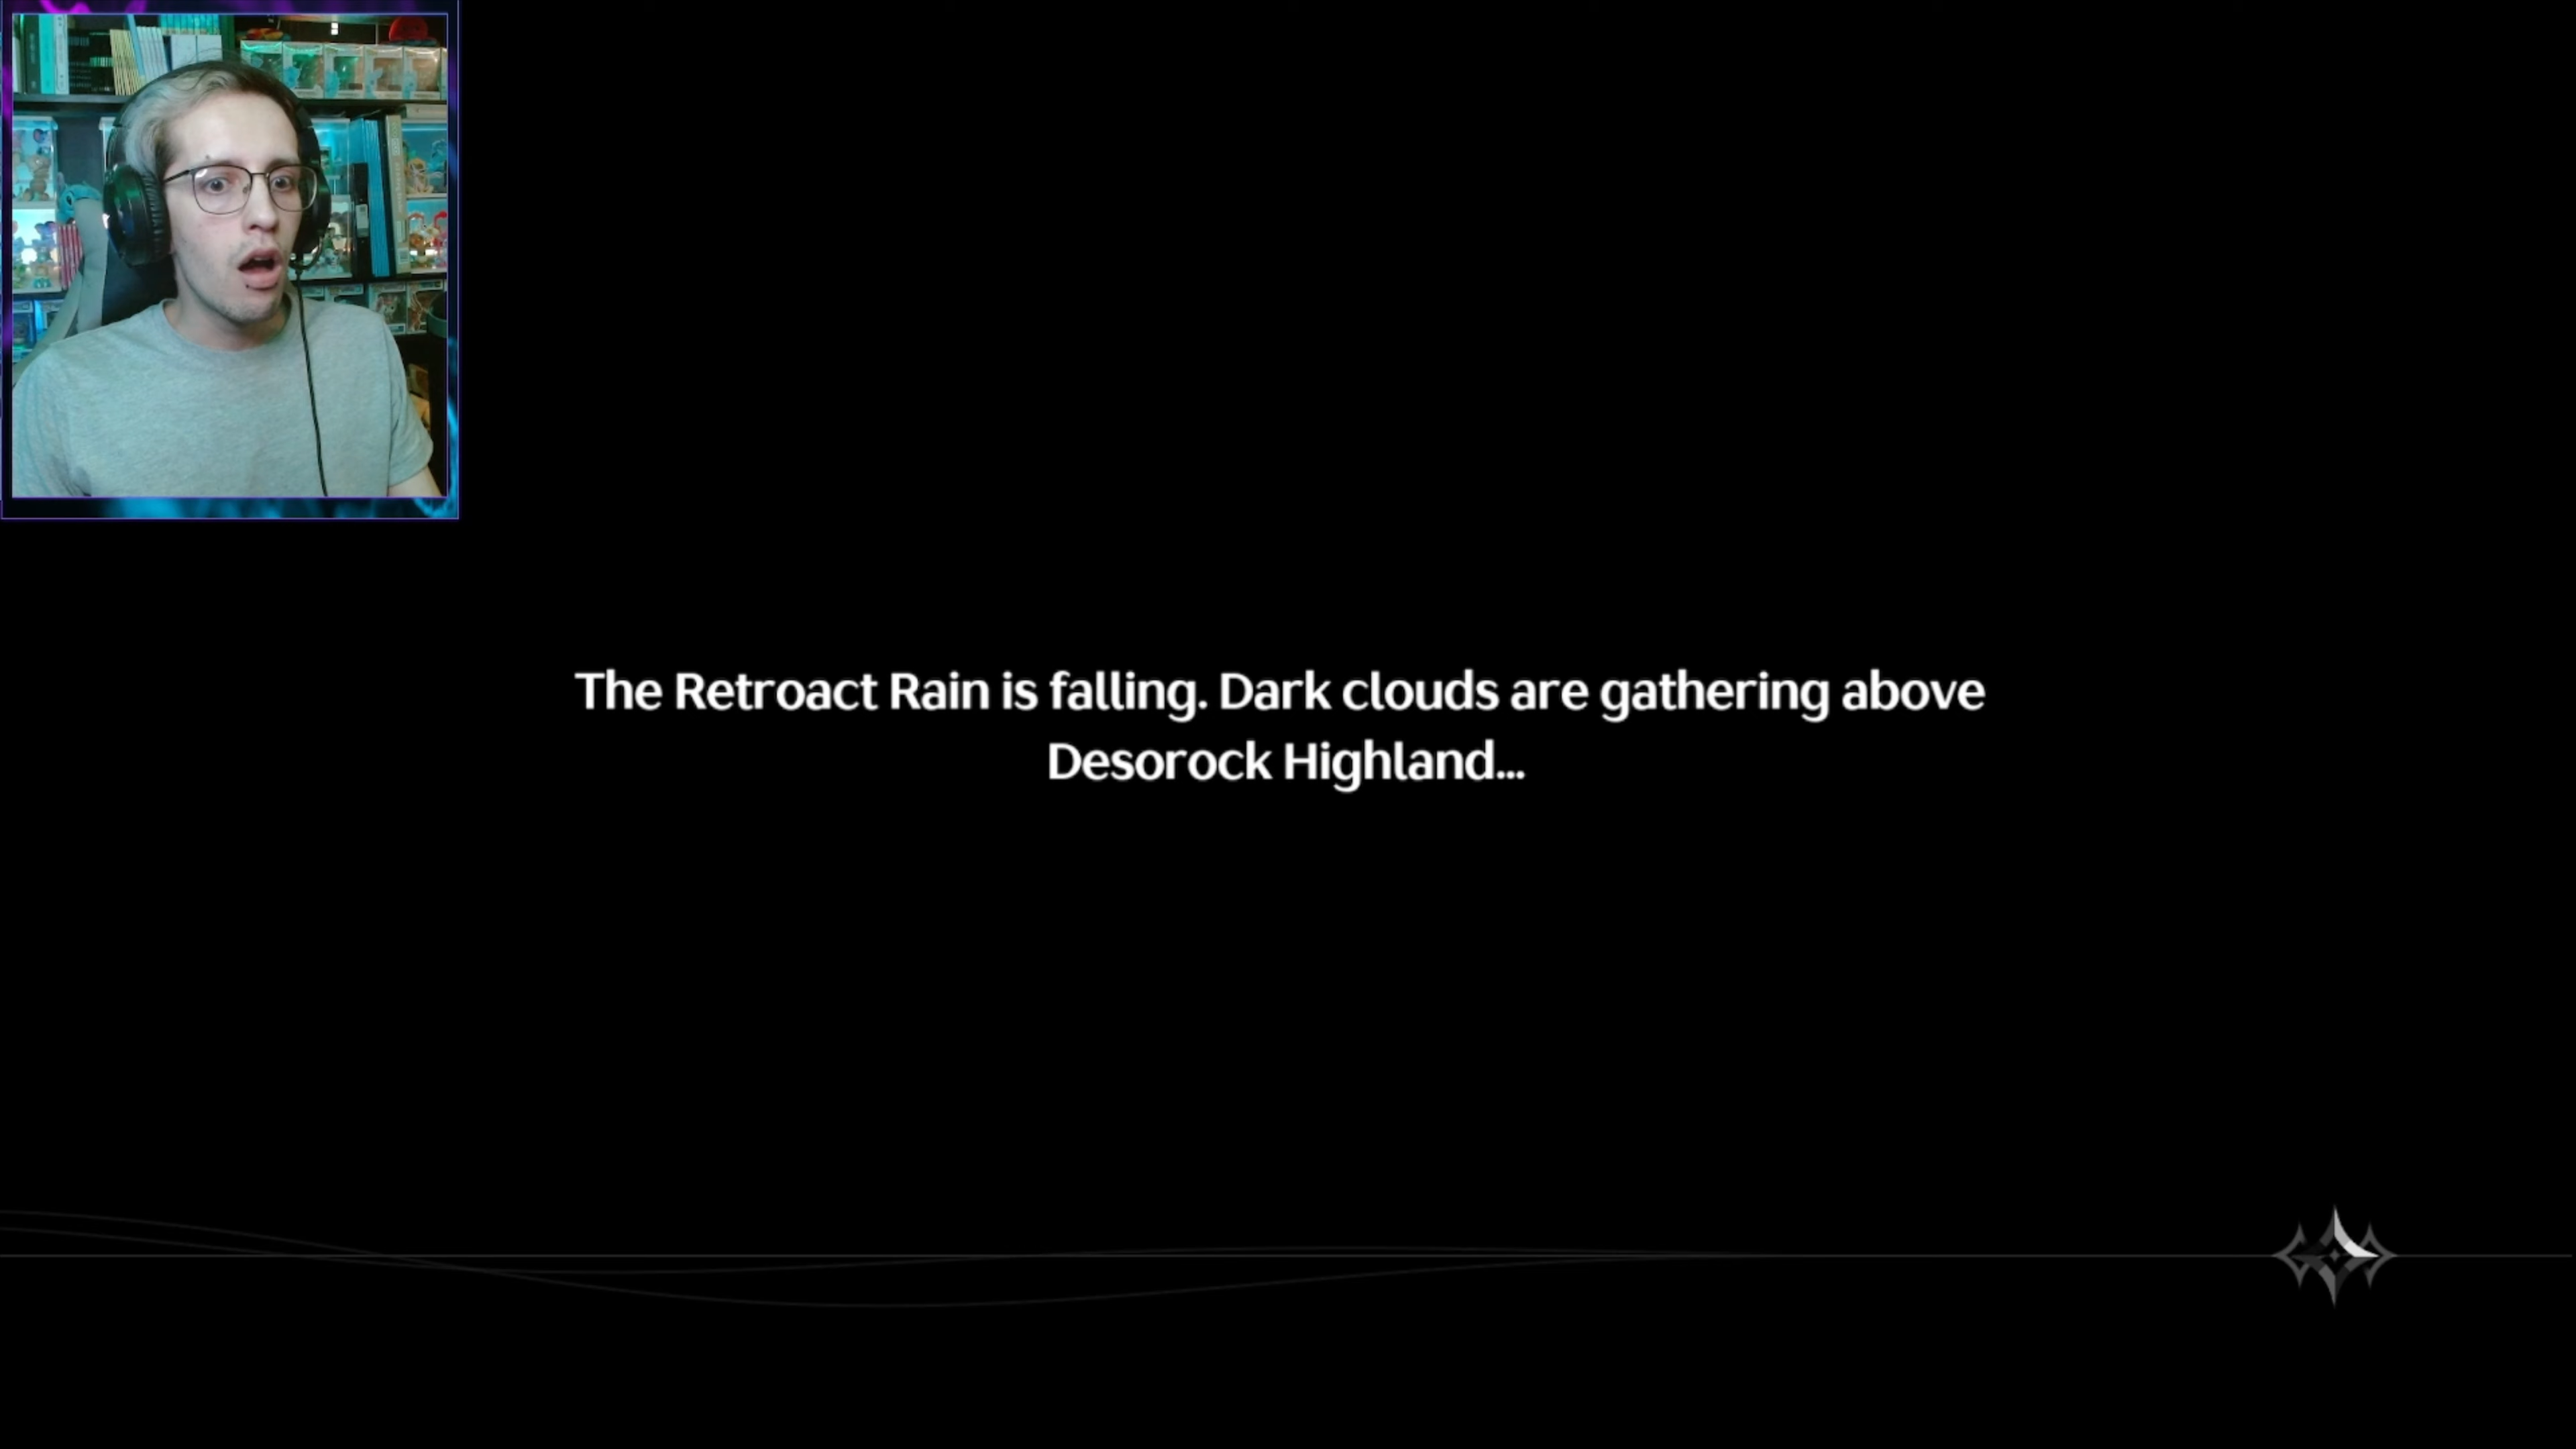 The Retroact Rain is falling. Dark clouds are gathering above
Desorock Highland...